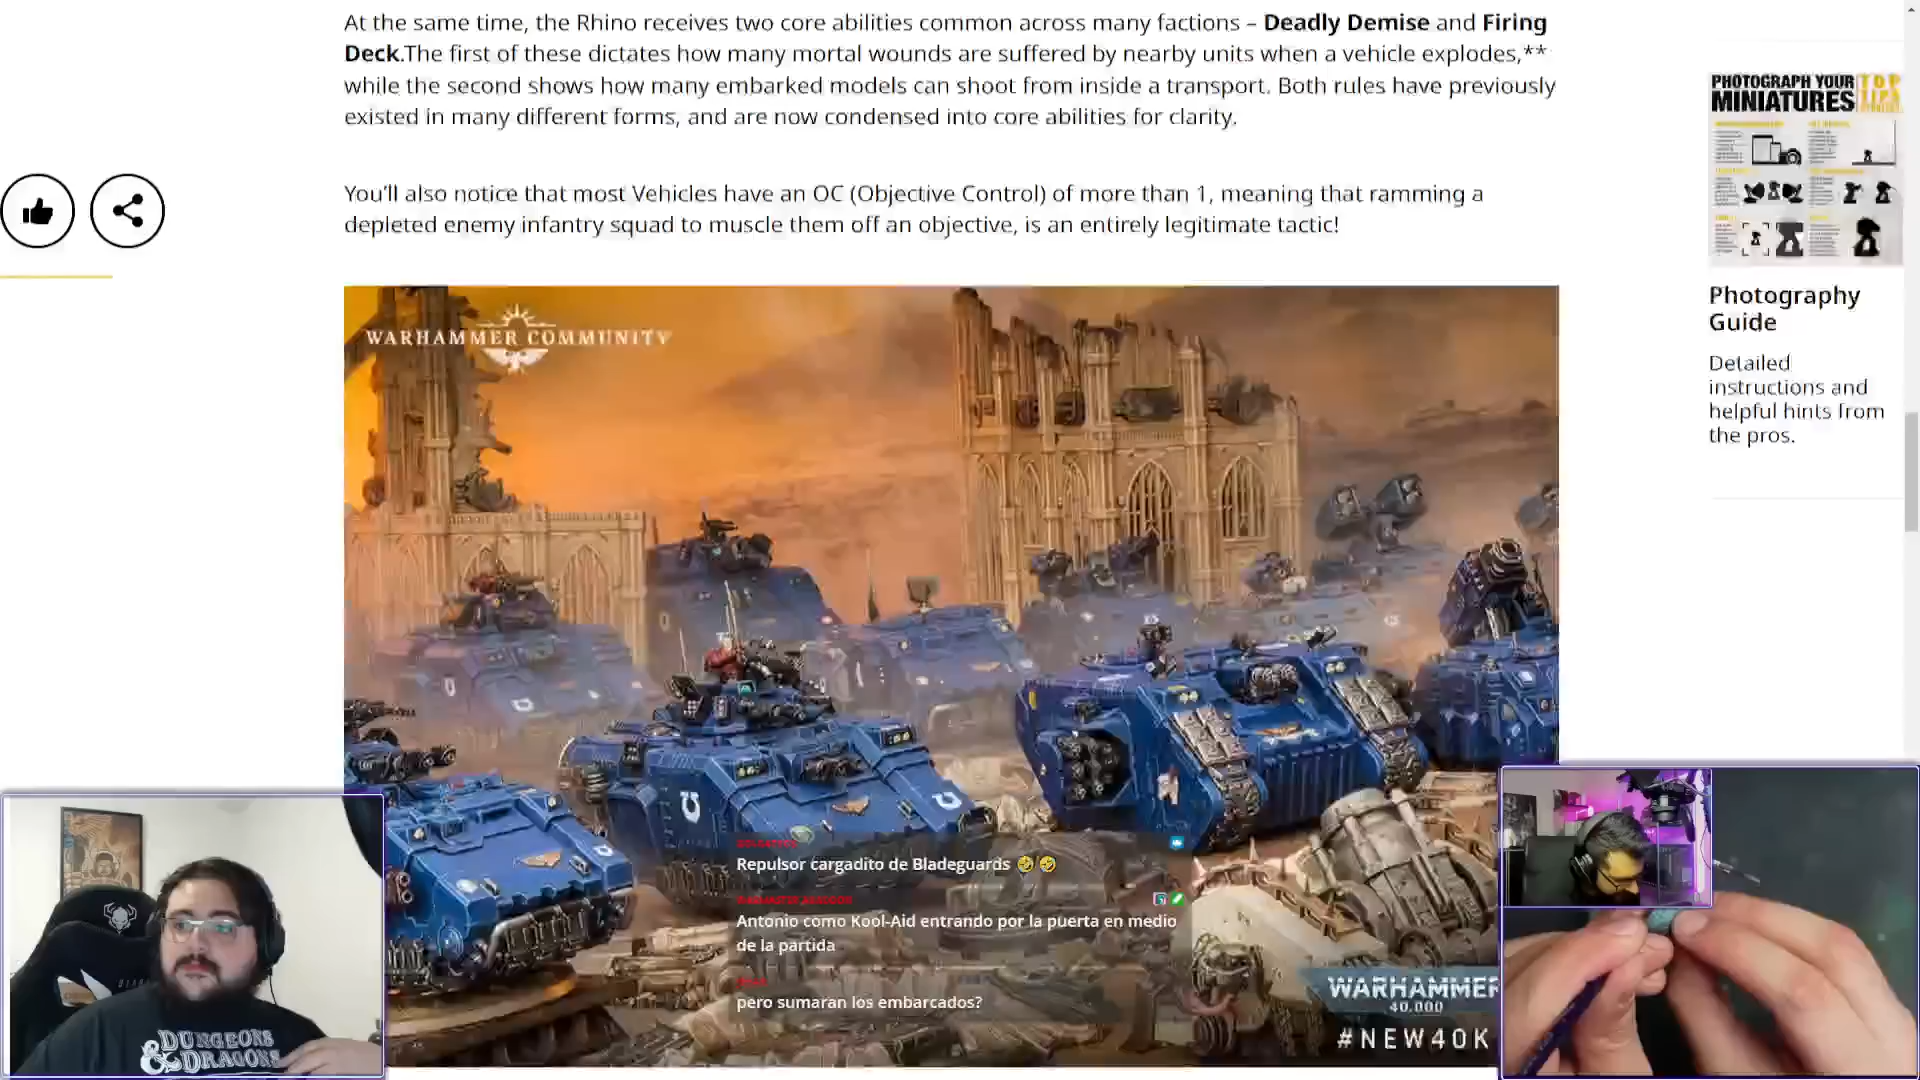 At the same time, the Rhino receives two core abilities common across many factions – Deadly Demise and Firing
Deck.The first of these dictates how many mortal wounds are suffered by nearby units when a vehicle explodes,**
while the second shows how many embarked models can shoot from inside a transport. Both rules have previously
existed in many different forms, and are now condensed into core abilities for clarity.
You'll also notice that most Vehicles have an OC (Objective Control) of more than 1, meaning that ramming a
depleted enemy infantry squad to muscle them off an objective, is an entirely legitimate tactic!
PHOTOGRAPH YOUR
MINIATURES
TOP
Photography
Guide
Detailed
instructions and
helpful hints from
the pros.
WARHAMMER COMMUNITY
Repulsor cargadito de Bladeguards 🤣🤣
Antonio como Kool-Aid entrando por la puerta en medio
de la partida
pero sumaran los embarcados?
WARHAMMER
40,000
#NEW40K
DUNGEONS
& DRAGONS